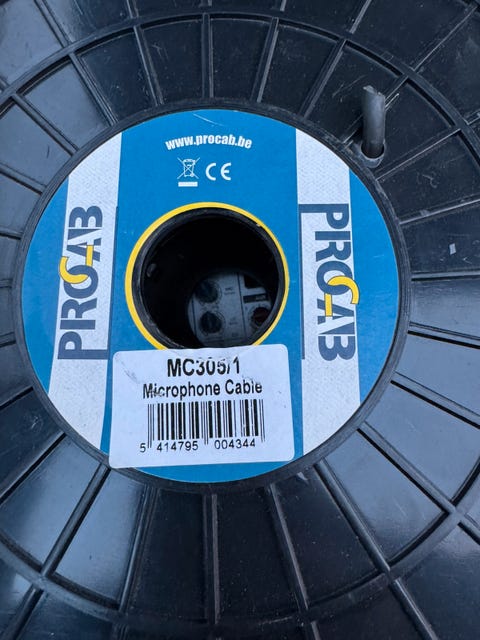 www.procab.be
CE
PROCAB
PROCAB
MC305/1
Microphone Cable
5 414795 004344